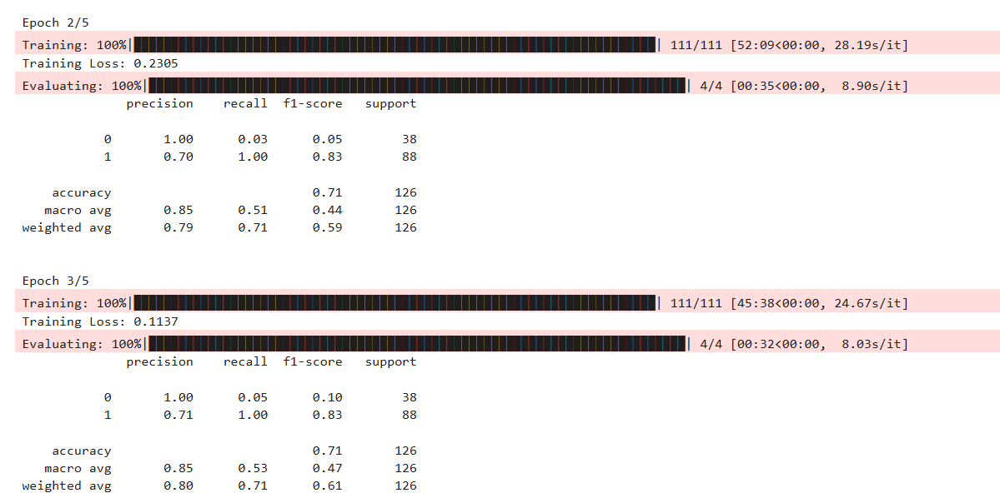 Epoch 2/5
Training: 100%| | 111/111 [52:09<00:00, 28.19s/it]
Training Loss: 0.2305
Evaluating: 100%| | 4/4 [00:35<00:00,  8.90s/it]
precision recall f1-score support
0 1.00 0.03 0.05 38
1 0.70 1.00 0.83 88
accuracy 0.71 126
macro avg 0.85 0.51 0.44 126
weighted avg 0.79 0.71 0.59 126
Epoch 3/5
Training: 100%| | 111/111 [45:38<00:00, 24.67s/it]
Training Loss: 0.1137
Evaluating: 100%| | 4/4 [00:32<00:00,  8.03s/it]
precision recall f1-score support
0 1.00 0.05 0.10 38
1 0.71 1.00 0.83 88
accuracy 0.71 126
macro avg 0.85 0.53 0.47 126
weighted avg 0.80 0.71 0.61 126